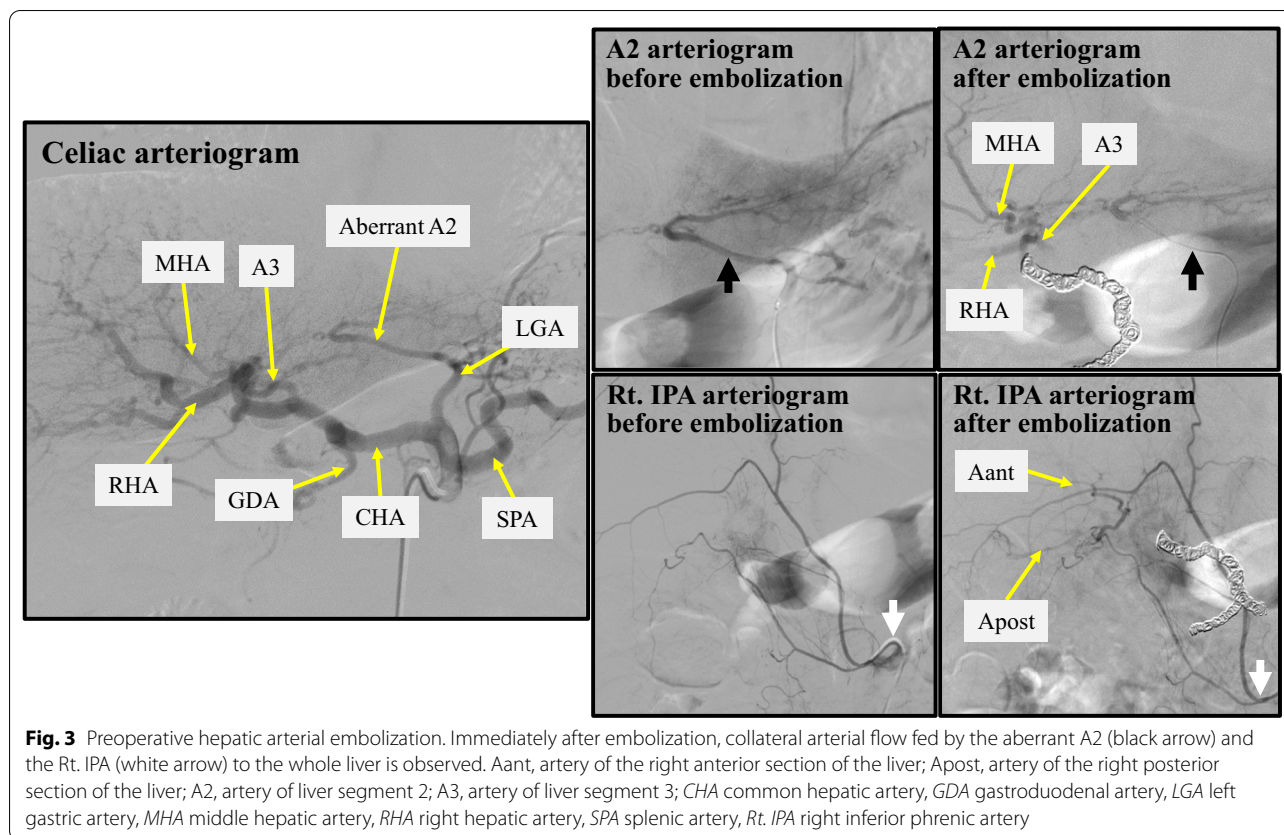 Celiac arteriogram
MHA
A3
Aberrant A2
LGA
RHA
GDA
CHA
SPA
A2 arteriogram
before embolization
A2 arteriogram
after embolization
MHA
A3
RHA
Rt. IPA arteriogram
before embolization
Rt. IPA arteriogram
after embolization
Aant
Apost
Fig. 3 Preoperative hepatic arterial embolization. Immediately after embolization, collateral arterial flow fed by the aberrant A2 (black arrow) and
the Rt. IPA (white arrow) to the whole liver is observed. Aant, artery of the right anterior section of the liver; Apost, artery of the right posterior
section of the liver; A2, artery of liver segment 2; A3, artery of liver segment 3; CHA common hepatic artery, GDA gastroduodenal artery, LGA left
gastric artery, MHA middle hepatic artery, RHA right hepatic artery, SPA splenic artery, Rt. IPA right inferior phrenic artery